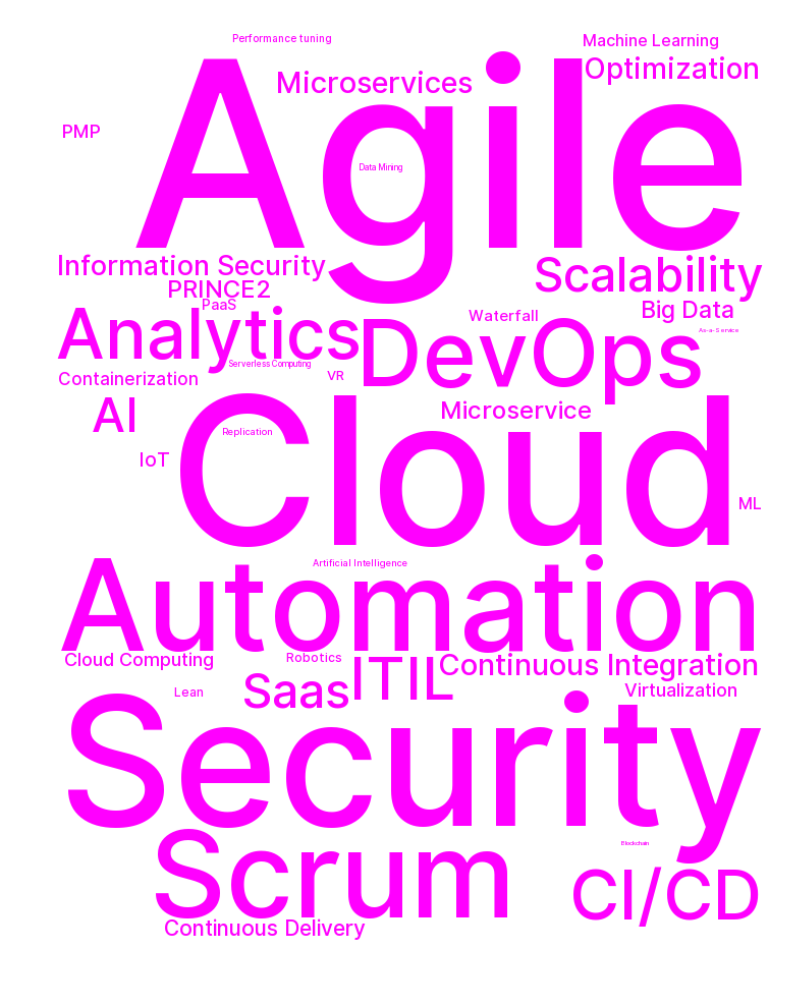 Performance tuning
Machine Learning
Optimization
Microservices
Agile
PMP
Data Mining
Information Security
Scalability
PRINCE2
PaaS
Big Data
Waterfall
As-a-Service
Analytics
DevOps
Serverless Computing
VR
Containerization
AI
Microservice
Cloud
Replication
IoT
ML
Artificial Intelligence
Automation
Cloud Computing
Robotics
ITIL
Continuous Integration
Lean
Saas
Virtualization
Security
Scrum
Blockchain
CI/CD
Continuous Delivery